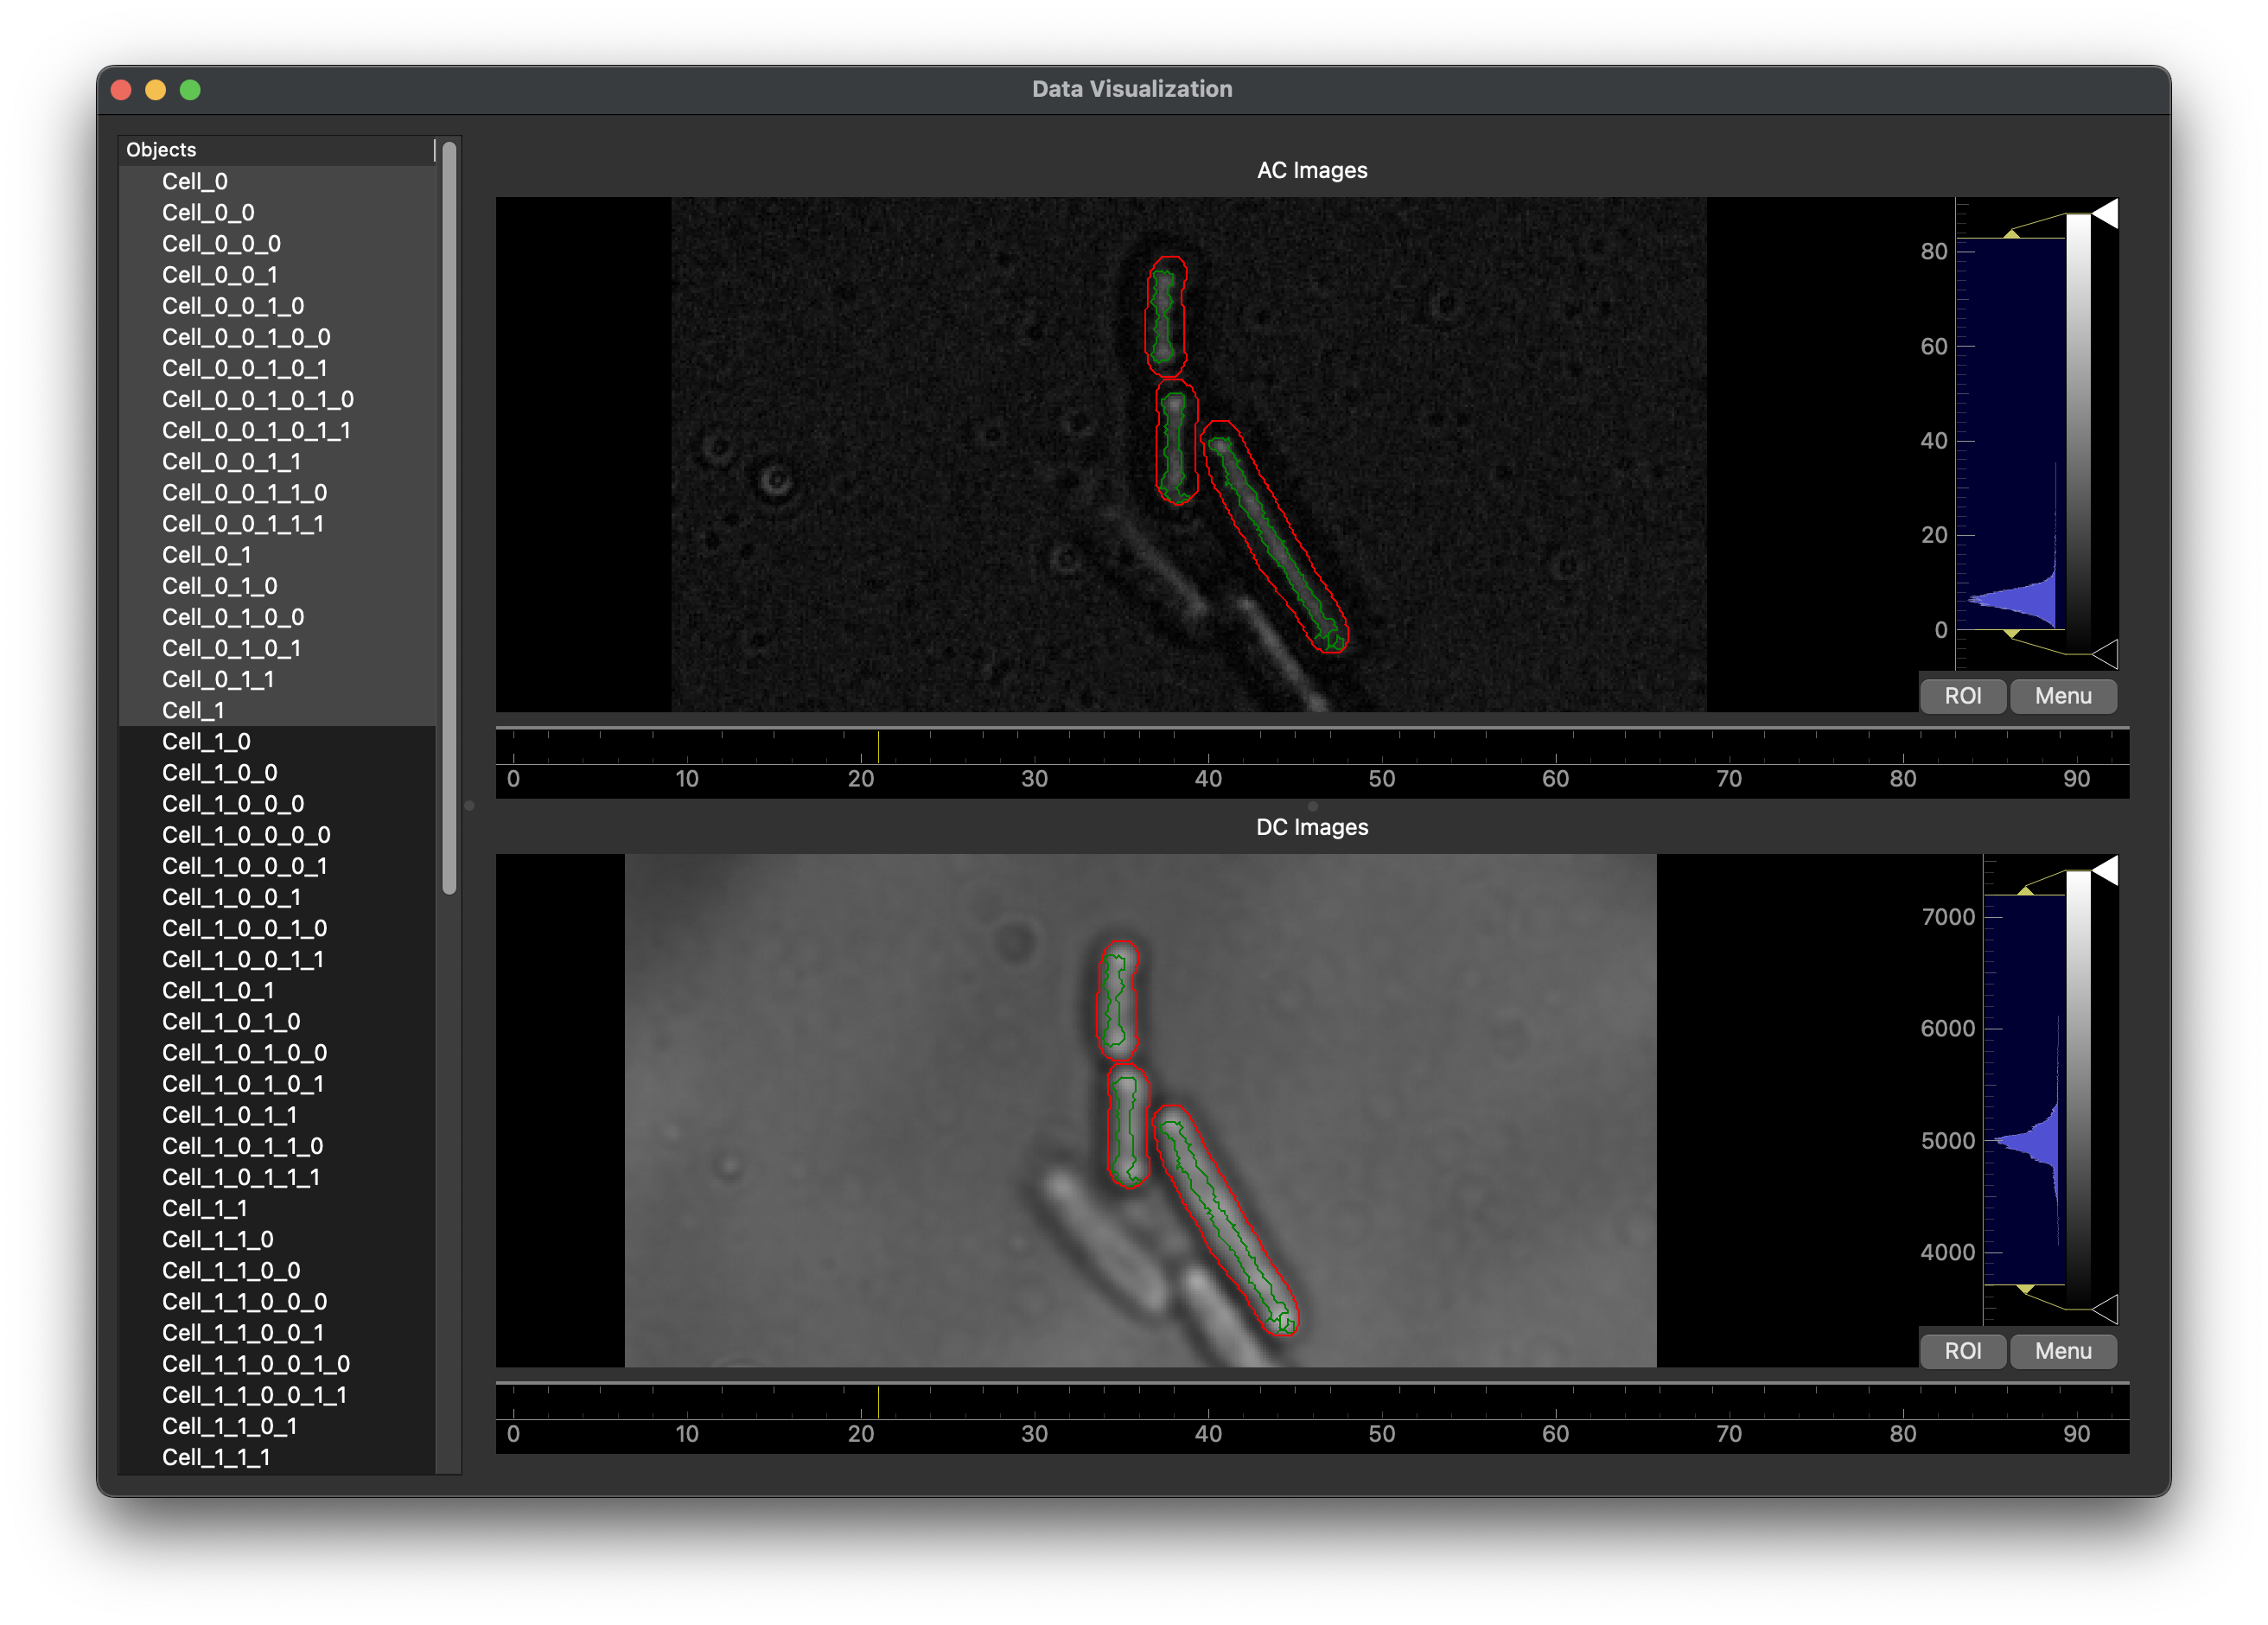 Data Visualization
Objects
Cell_0
Cell_0_0
Cell_0_0_0
Cell_0_0_1
Cell_0_0_1_0
Cell_0_0_1_0_0
Cell_0_0_1_0_1
Cell_0_0_1_0_1_0
Cell_0_0_1_0_1_1
Cell_0_0_1_1
Cell_0_0_1_1_0
Cell_0_0_1_1_1
Cell_0_1
Cell_0_1_0
Cell_0_1_0_0
Cell_0_1_0_1
Cell_0_1_1
Cell_1
Cell_1_0
Cell_1_0_0
Cell_1_0_0_0
Cell_1_0_0_0_0
Cell_1_0_0_0_1
Cell_1_0_0_1
Cell_1_0_0_1_0
Cell_1_0_0_1_1
Cell_1_0_1
Cell_1_0_1_0
Cell_1_0_1_0_0
Cell_1_0_1_0_1
Cell_1_0_1_1
Cell_1_0_1_1_0
Cell_1_0_1_1_1
Cell_1_1
Cell_1_1_0
Cell_1_1_0_0
Cell_1_1_0_0_0
Cell_1_1_0_0_1
Cell_1_1_0_0_1_0
Cell_1_1_0_0_1_1
Cell_1_1_0_1
Cell_1_1_1
AC Images
80
60
40
20
0
ROI Menu
0 10 20 30 40 50 60 70 80 90
DC Images
7000
6000
5000
4000
ROI Menu
0 10 20 30 40 50 60 70 80 90